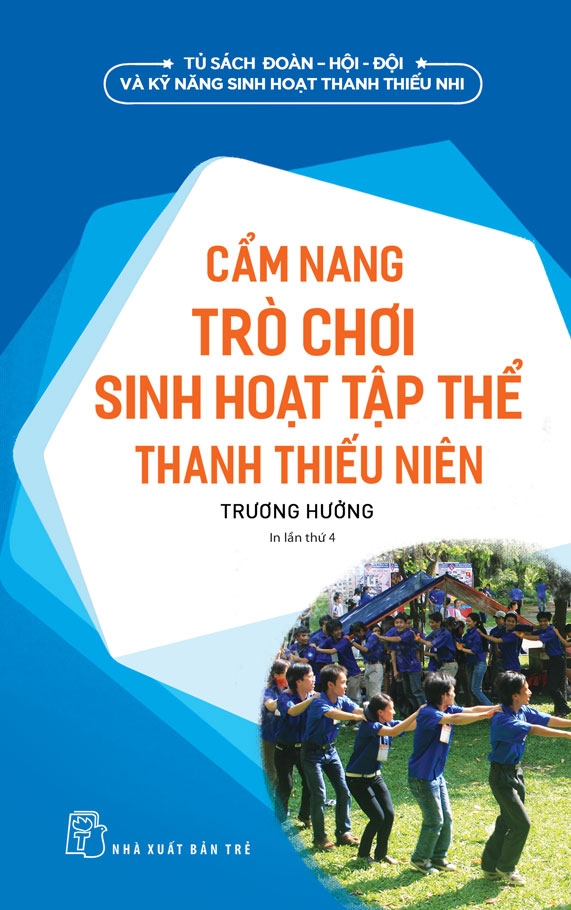 TỦ SÁCH ĐOÀN – HỘI - ĐỘI
VÀ KỸ NĂNG SINH HOẠT THANH THIẾU NHI
CẨM NANG
TRÒ CHƠI
SINH HOẠT TẬP THỂ
THANH THIẾU NIÊN
TRƯƠNG HƯỞNG
In lần thứ 4
NHÀ XUẤT BẢN TRẺ